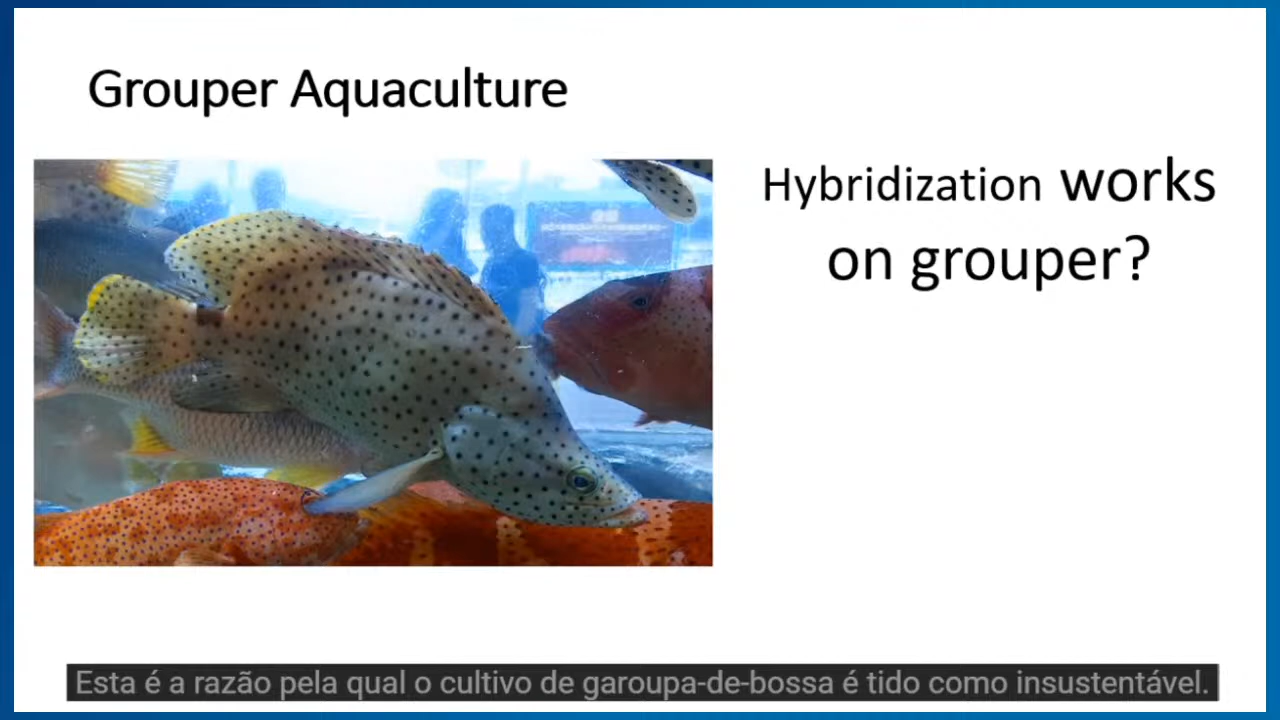 Grouper Aquaculture
Hybridization works
on grouper?
Esta é a razão pela qual o cultivo de garoupa-de-bossa é tido como insustentável.